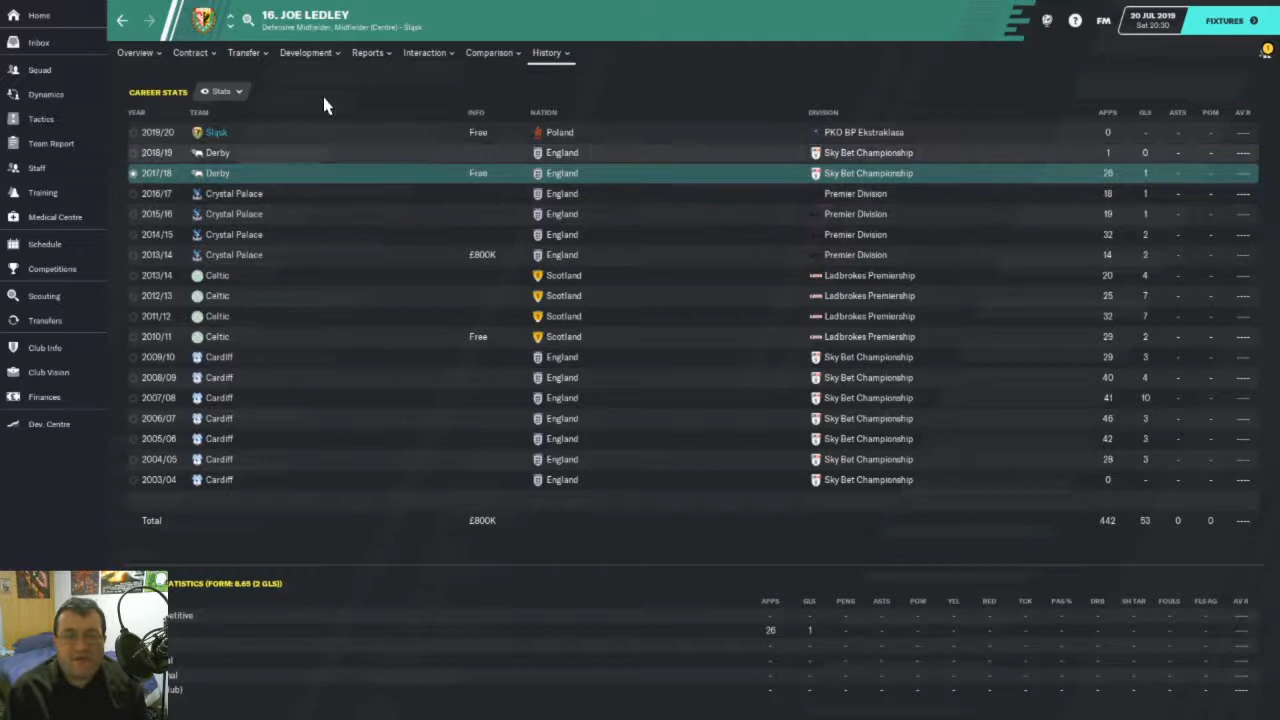 Home
Inbox
Squad
Dynamics
Tactics
Team Report
Staff
Training
Medical Centre
Schedule
Competitions
Scouting
Transfers
Club Info
Club Vision
Finances
Dev. Centre
16. JOE LEDLEY
Defensive Midfielder, Midfielder (Centre) - Śląsk
? FM
20 JUL 2019
Sat 20:30
FIXTURES
1
Overview Contract Transfer Development Reports Interaction Comparison History
CAREER STATS Stats
YEAR TEAM INFO NATION DIVISION APPS GLS ASTS POM AV R
2019/20 Śląsk Free Poland PKO BP Ekstraklasa 0 - - - ----
2018/19 Derby England Sky Bet Championship 1 0 - - ----
2017/18 Derby Free England Sky Bet Championship 26 1 - - ----
2016/17 Crystal Palace England Premier Division 18 1 - - ----
2015/16 Crystal Palace England Premier Division 19 1 - - ----
2014/15 Crystal Palace England Premier Division 32 2 - - ----
2013/14 Crystal Palace £800K England Premier Division 14 2 - - ----
2013/14 Celtic Scotland Ladbrokes Premiership 20 4 - - ----
2012/13 Celtic Scotland Ladbrokes Premiership 25 7 - - ----
2011/12 Celtic Scotland Ladbrokes Premiership 32 7 - - ----
2010/11 Celtic Free Scotland Ladbrokes Premiership 29 2 - - ----
2009/10 Cardiff England Sky Bet Championship 29 3 - - ----
2008/09 Cardiff England Sky Bet Championship 40 4 - - ----
2007/08 Cardiff England Sky Bet Championship 41 10 - - ----
2006/07 Cardiff England Sky Bet Championship 46 3 - - ----
2005/06 Cardiff England Sky Bet Championship 42 3 - - ----
2004/05 Cardiff England Sky Bet Championship 28 3 - - ----
2003/04 Cardiff England Sky Bet Championship 0 - - - ----
Total £800K 442 53 0 0 ----
ATISTICS (FORM: 8.65 (2 GLS))
APPS GLS PENS ASTS POM YEL RED TCK PAS % DRB SH TAR FOULS FLS AG AV R
petitive - - - - - - - - - - - - - ----
26 1 - - - - - - - - - - - ----
- - - - - - - - - - - - - ----
al - - - - - - - - - - - - - ----
nal - - - - - - - - - - - - - ----
lub) - - - - - - - - - - - - - ----